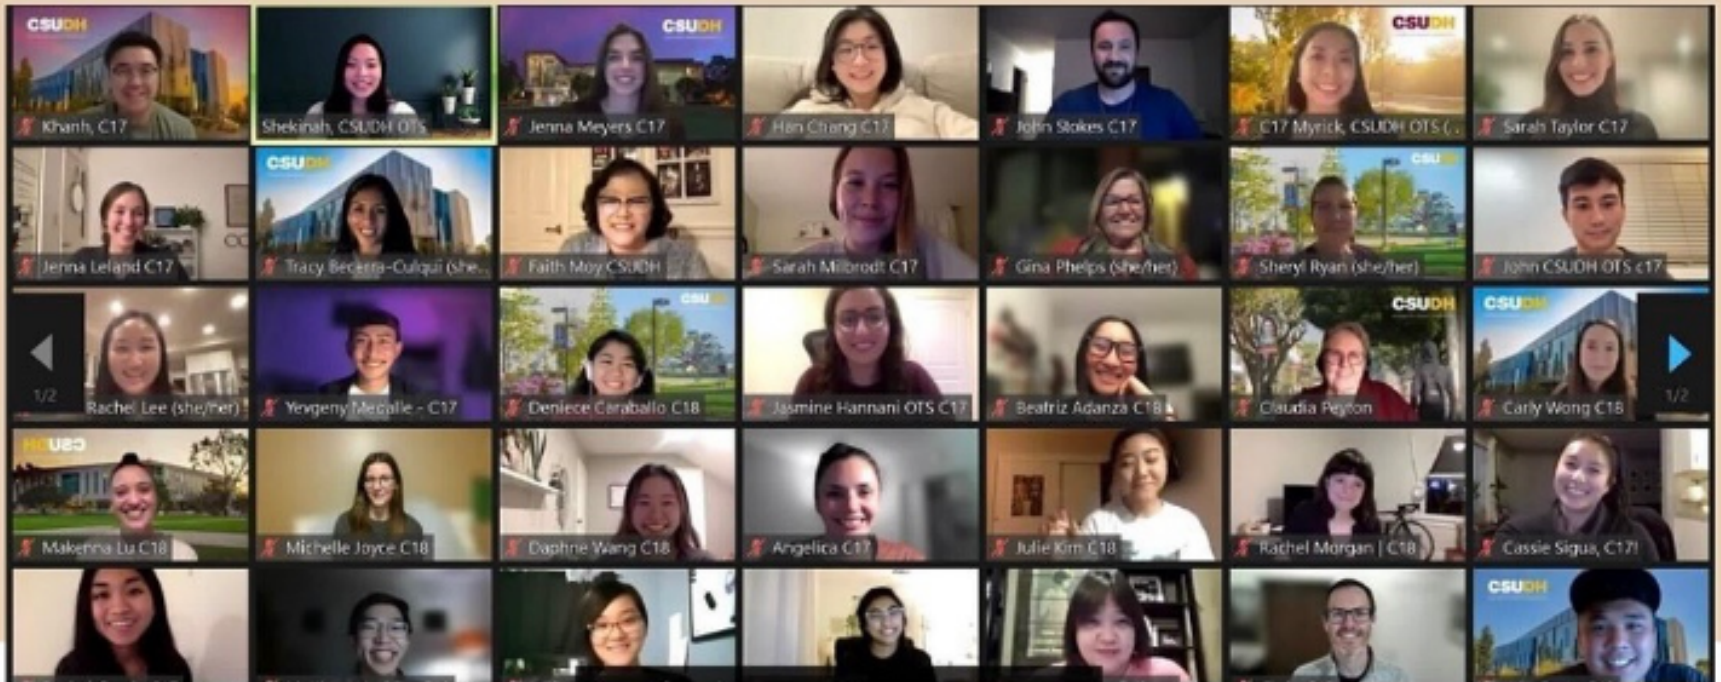 CSUDH
Khanh, C17
Shekinah, CSUDH OTS
CSUDH
Jenna Meyers C17
Han Chang C17
John Stokes C17
CSUDH
C17 Myrick, CSUDH OTS (...
Sarah Taylor C17
Jenna Leland C17
CSUDH
Tracy Becerra-Culqui (she...
Faith Moy CSUDH
Sarah Milbrodt C17
Gina Phelps (she/her)
CSUDH
Sheryl Ryan (she/her)
John CSUDH OTS c17
1/2
Rachel Lee (she/her)
Yevgeny Medalle - C17
CSUDH
Deniece Caraballo C18
Jasmine Hannani OTS C17
Beatriz Adanza C18
CSUDH
Claudia Peyton
CSUDH
Carly Wong C18
1/2
CSUDH
Makenna Lu C18
Michelle Joyce C18
Daphne Wang C18
Angelica C17
Julie Kim C18
Rachel Morgan | C18
Cassie Sigua, C17!
CSUDH